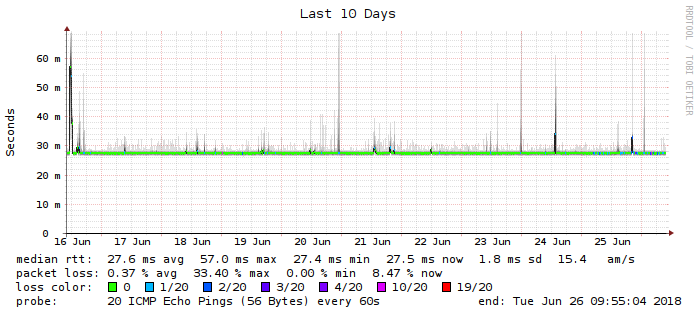 Last 10 Days
RRDTOOL / TOBI OETIKER
Seconds
60 m
50 m
40 m
30 m
20 m
10 m
0
16 Jun 17 Jun 18 Jun 19 Jun 20 Jun 21 Jun 22 Jun 23 Jun 24 Jun 25 Jun
median rtt: 27.6 ms avg 57.0 ms max 27.4 ms min 27.5 ms now 1.8 ms sd 15.4 am/s
packet loss: 0.37 % avg 33.40 % max 0.00 % min 8.47 % now
loss color: 0 1/20 2/20 3/20 4/20 10/20 19/20
probe: 20 ICMP Echo Pings (56 Bytes) every 60s end: Tue Jun 26 09:55:04 2018